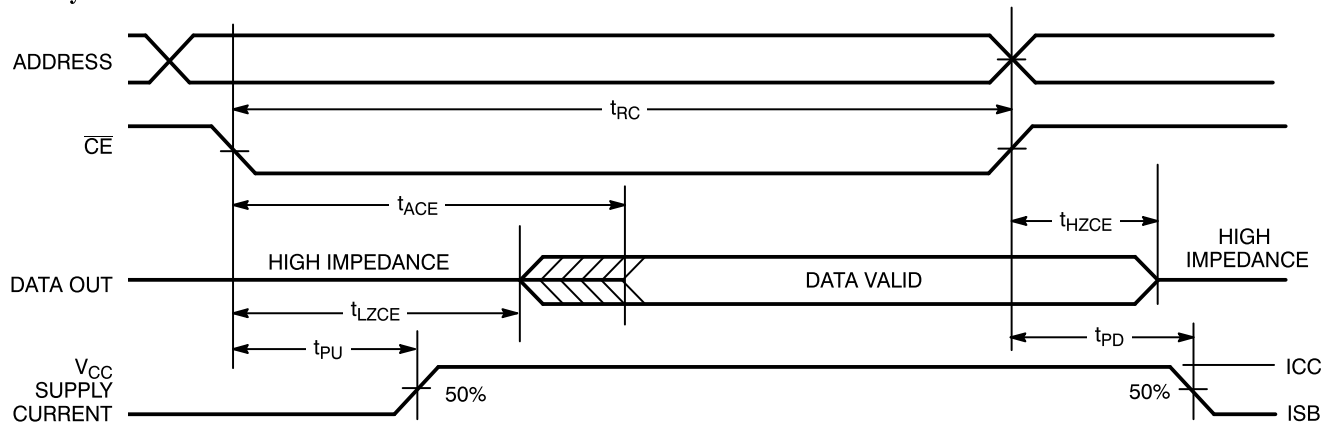 ADDRESS
tRC
CE
tACE
tHZCE
HIGH
IMPEDANCE
HIGH IMPEDANCE
DATA VALID
DATA OUT
tLZCE
tPU
tPD
VCC
SUPPLY
CURRENT
50%
50%
ICC
ISB